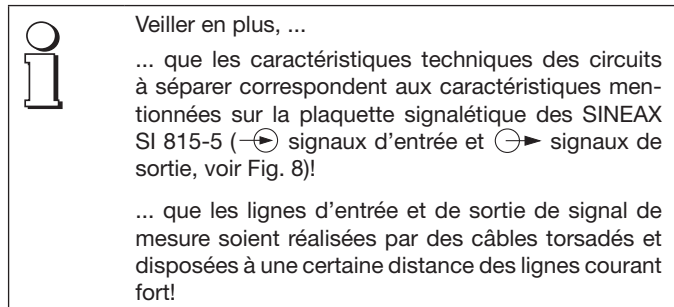 Veiller en plus, ...
... que les caractéristiques techniques des circuits
à séparer correspondent aux caractéristiques men-
tionnées sur la plaquette signalétique des SINEAX
SI 815-5 ( signaux d’entrée et signaux de
sortie, voir Fig. 8)!
... que les lignes d’entrée et de sortie de signal de
mesure soient réalisées par des câbles torsadés et
disposées à une certaine distance des lignes courant
fort!